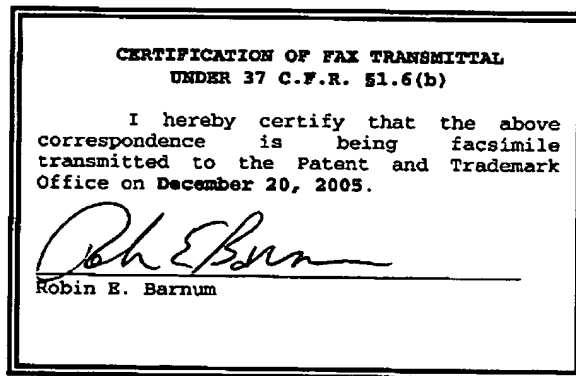 CERTIFICATION OF FAX TRANSMITTAL
UNDER 37 C.F.R. §1.6(b)
I hereby certify that the above
correspondence is being facsimile
transmitted to the Patent and Trademark
Office on December 20, 2005.
Robin E. Barnum